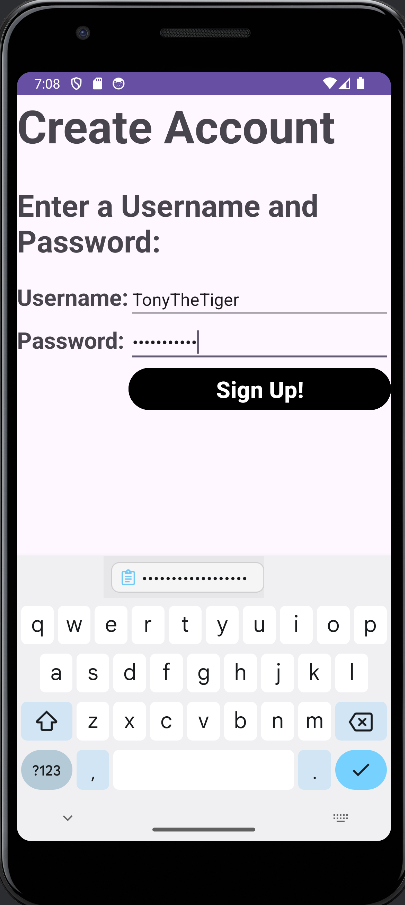 7:08
Create Account
Enter a Username and
Password:
Username: TonyTheTiger
Password: •••••••••••
Sign Up!
••••••••••••••••••
q w e r t y u i o p
a s d f g h j k l
z x c v b n m
?123 , .